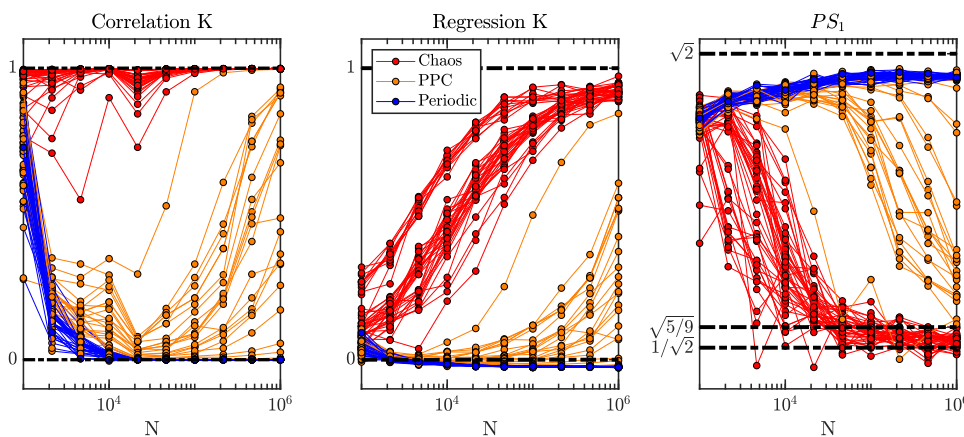 Correlation K
Regression K
PS₁
1
0
10⁴
10⁶
N
1
0
Chaos
PPC
Periodic
10⁴
10⁶
N
√2
√5/9
1/√2
10⁴
10⁶
N